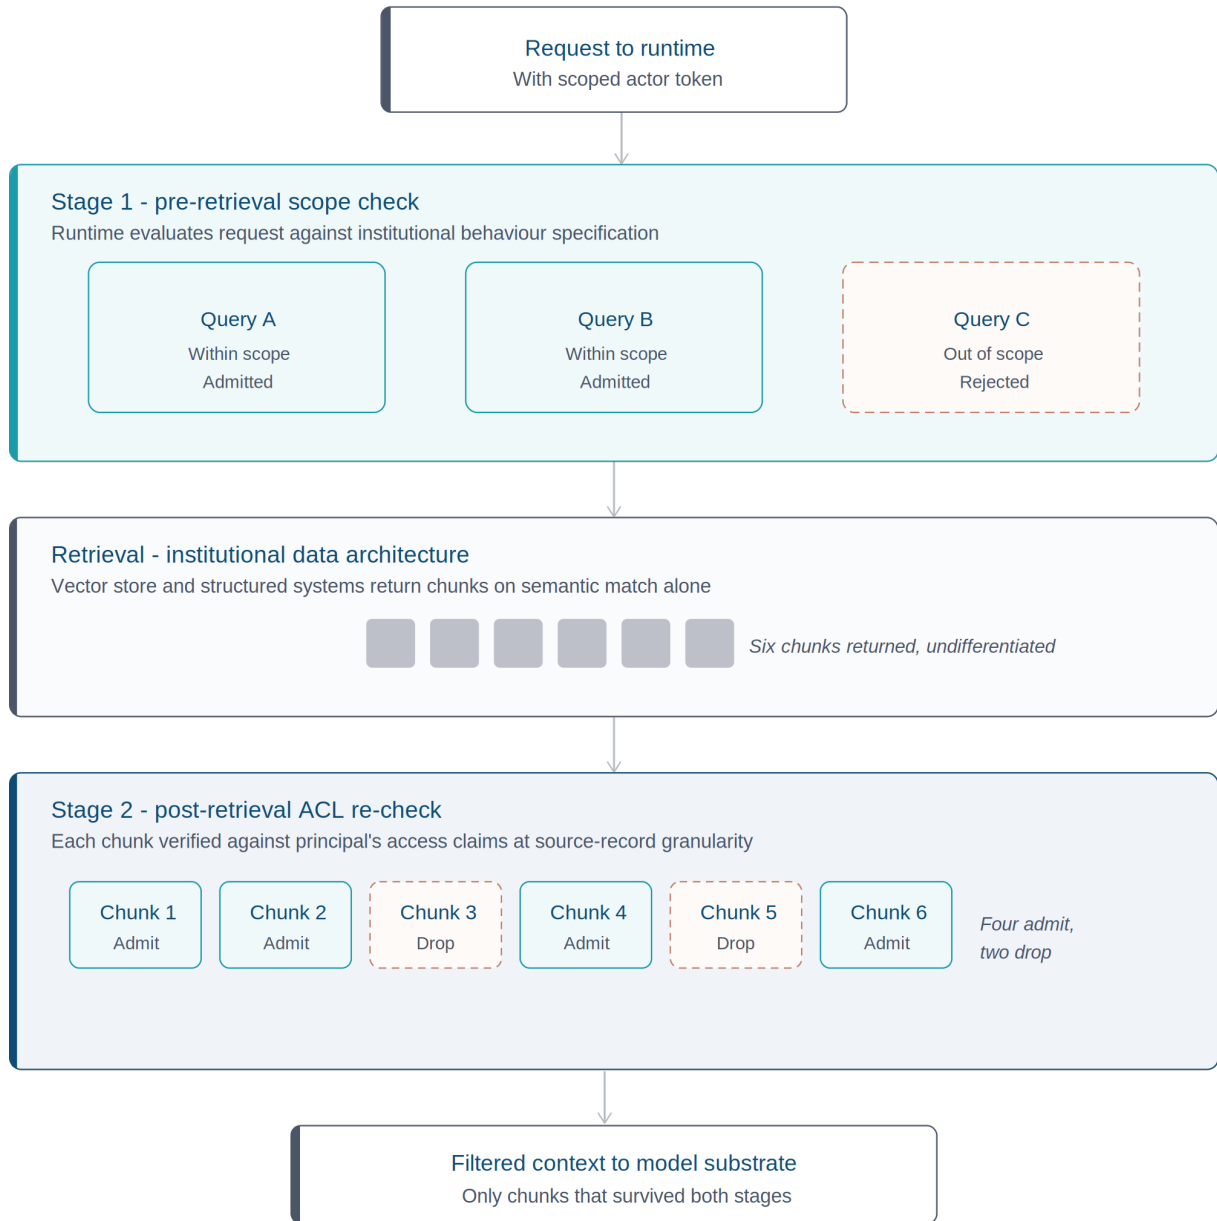 Request to runtime
With scoped actor token
Stage 1 - pre-retrieval scope check
Runtime evaluates request against institutional behaviour specification
Query A
Within scope
Admitted
Query B
Within scope
Admitted
Query C
Out of scope
Rejected
Retrieval - institutional data architecture
Vector store and structured systems return chunks on semantic match alone
Six chunks returned, undifferentiated
Stage 2 - post-retrieval ACL re-check
Each chunk verified against principal's access claims at source-record granularity
Chunk 1
Admit
Chunk 2
Admit
Chunk 3
Drop
Chunk 4
Admit
Chunk 5
Drop
Chunk 6
Admit
Four admit,
two drop
Filtered context to model substrate
Only chunks that survived both stages